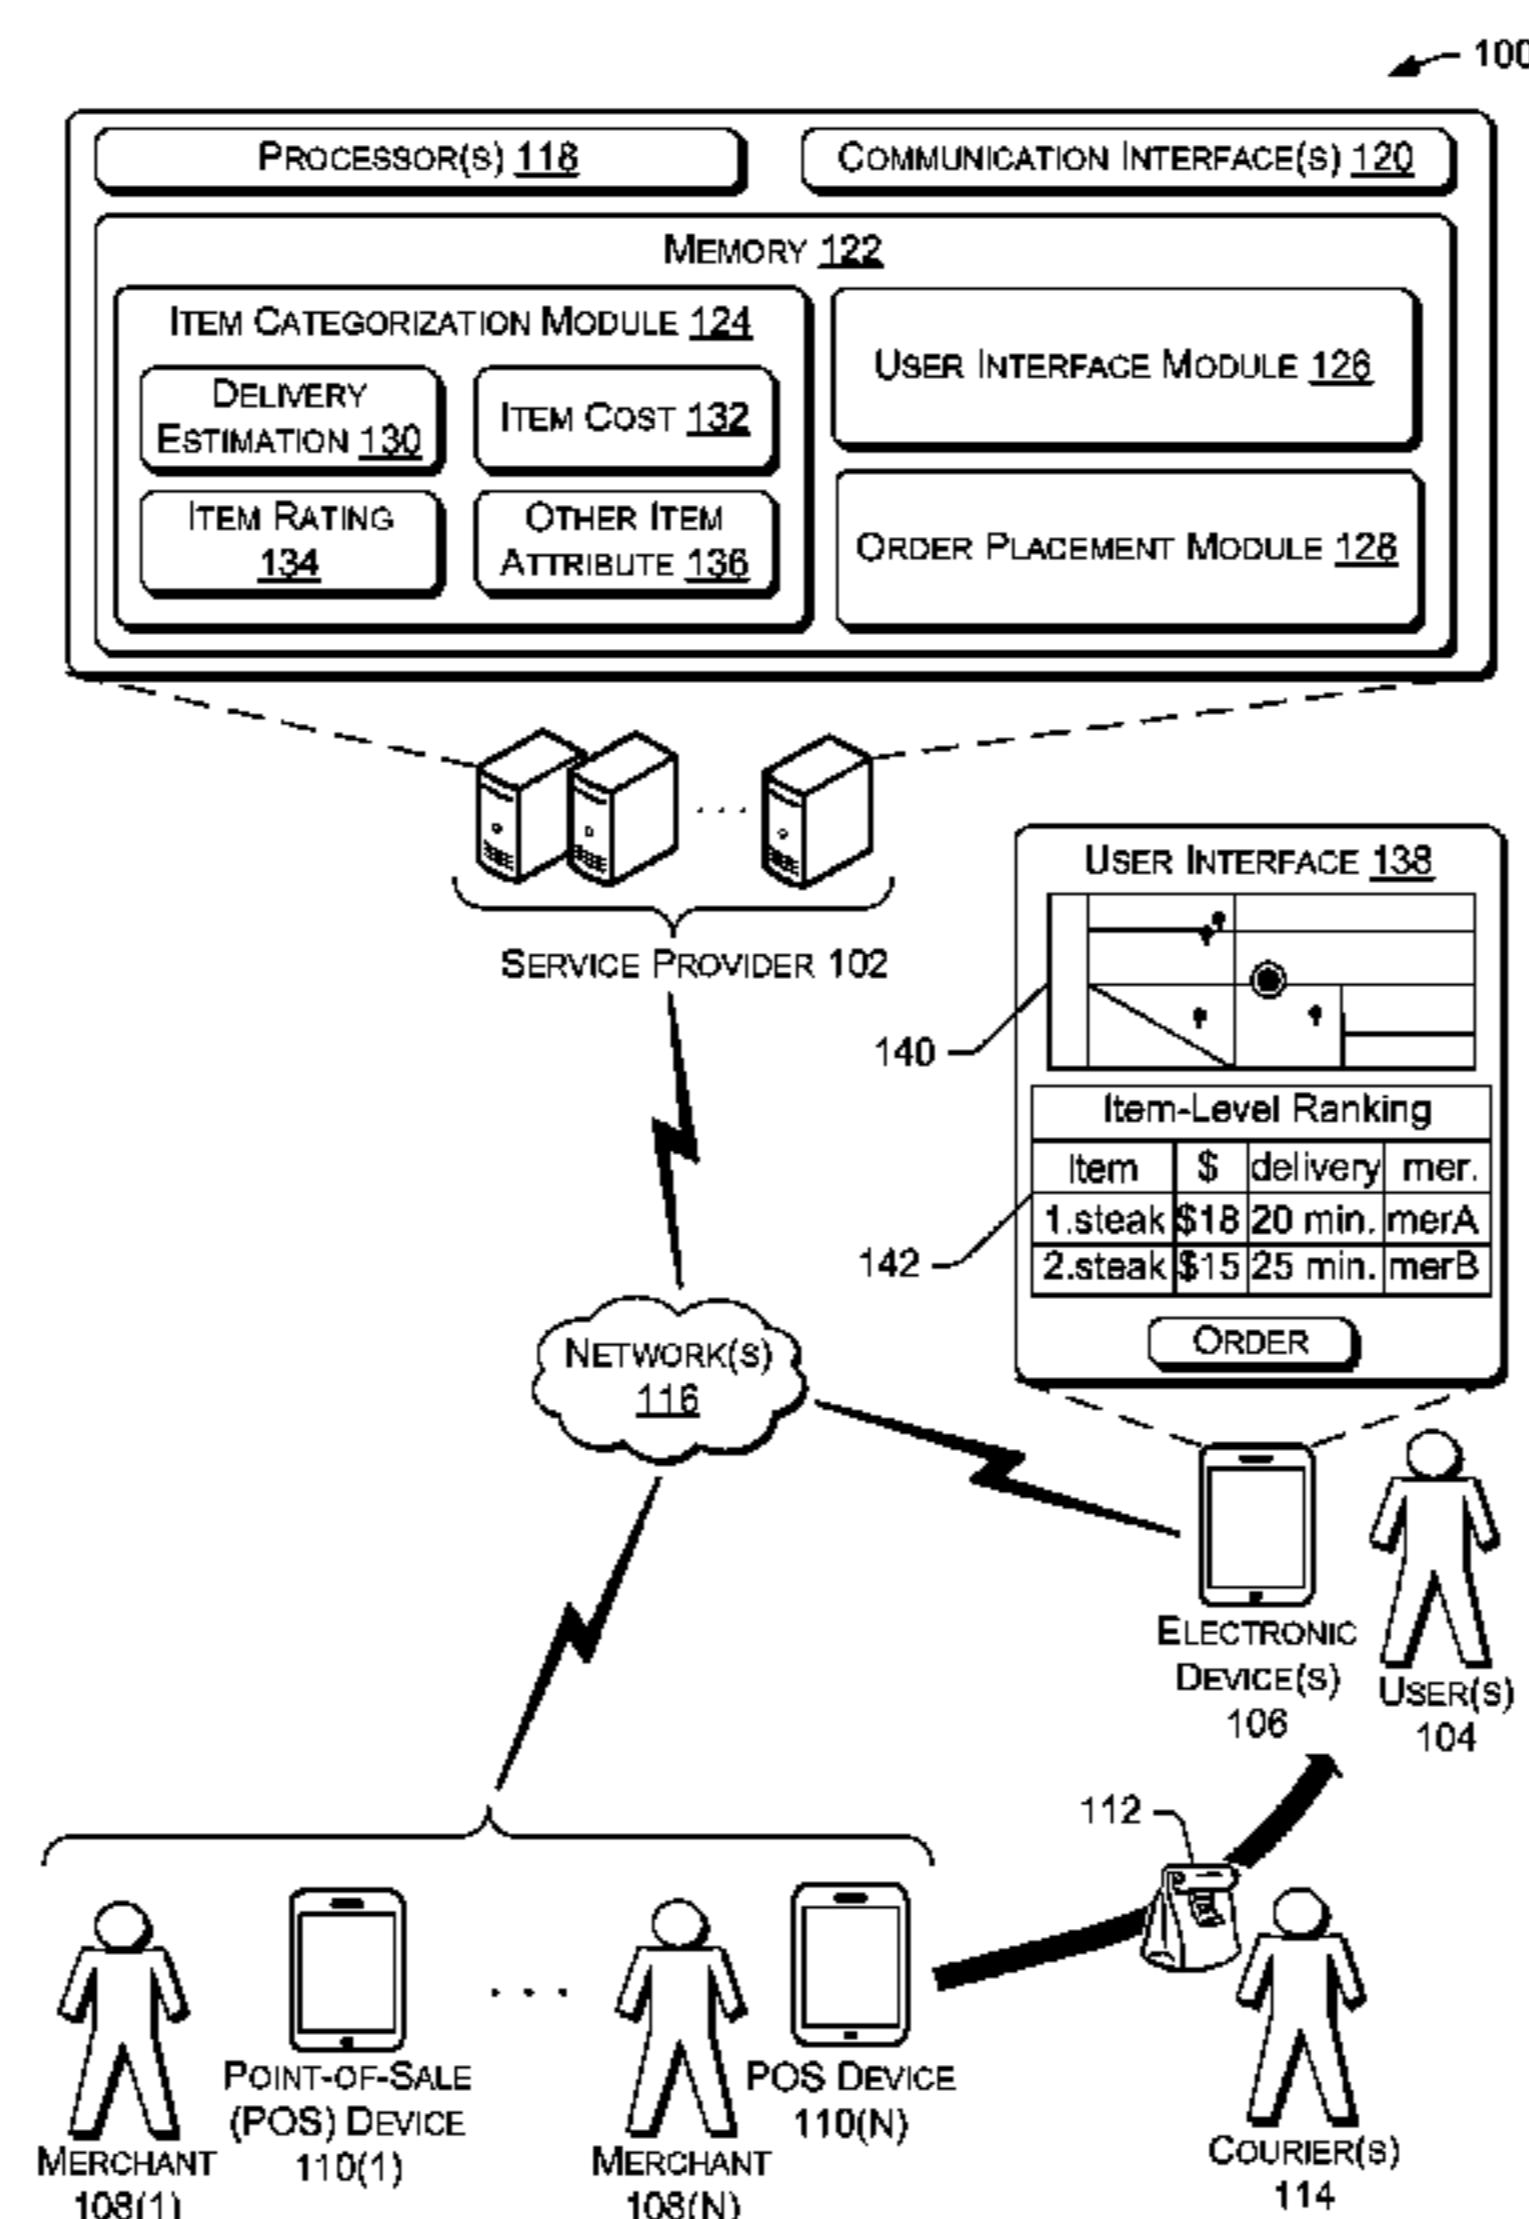 100
PROCESSOR(S) 118
COMMUNICATION INTERFACE(S) 120
MEMORY 122
ITEM CATEGORIZATION MODULE 124
DELIVERY
ESTIMATION 130
ITEM COST 132
ITEM RATING
134
OTHER ITEM
ATTRIBUTE 136
USER INTERFACE MODULE 126
ORDER PLACEMENT MODULE 128
SERVICE PROVIDER 102
USER INTERFACE 138
140
Item-Level Ranking
Item $ delivery mer.
1.steak $18 20 min. merA
2.steak $15 25 min. merB
142
ORDER
NETWORK(S)
116
ELECTRONIC
DEVICE(S)
106
USER(S)
104
112
MERCHANT
108(1)
POINT-OF-SALE
(POS) DEVICE
110(1)
. . .
MERCHANT
108(N)
POS DEVICE
110(N)
COURIER(S)
114